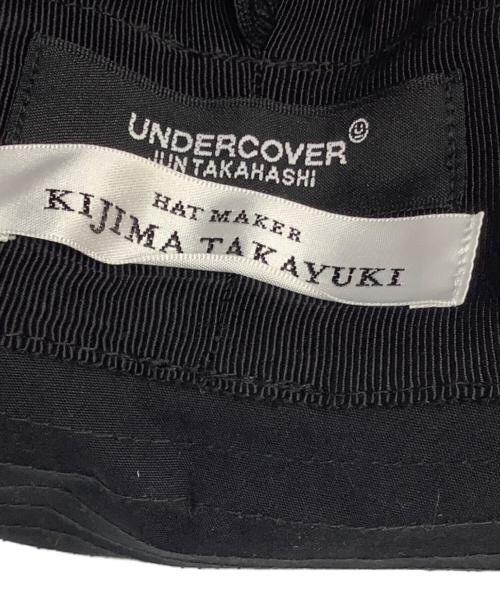 UNDERCOVER
JUN TAKAHASHI
HAT MAKER
KIJIMA TAKAYUKI